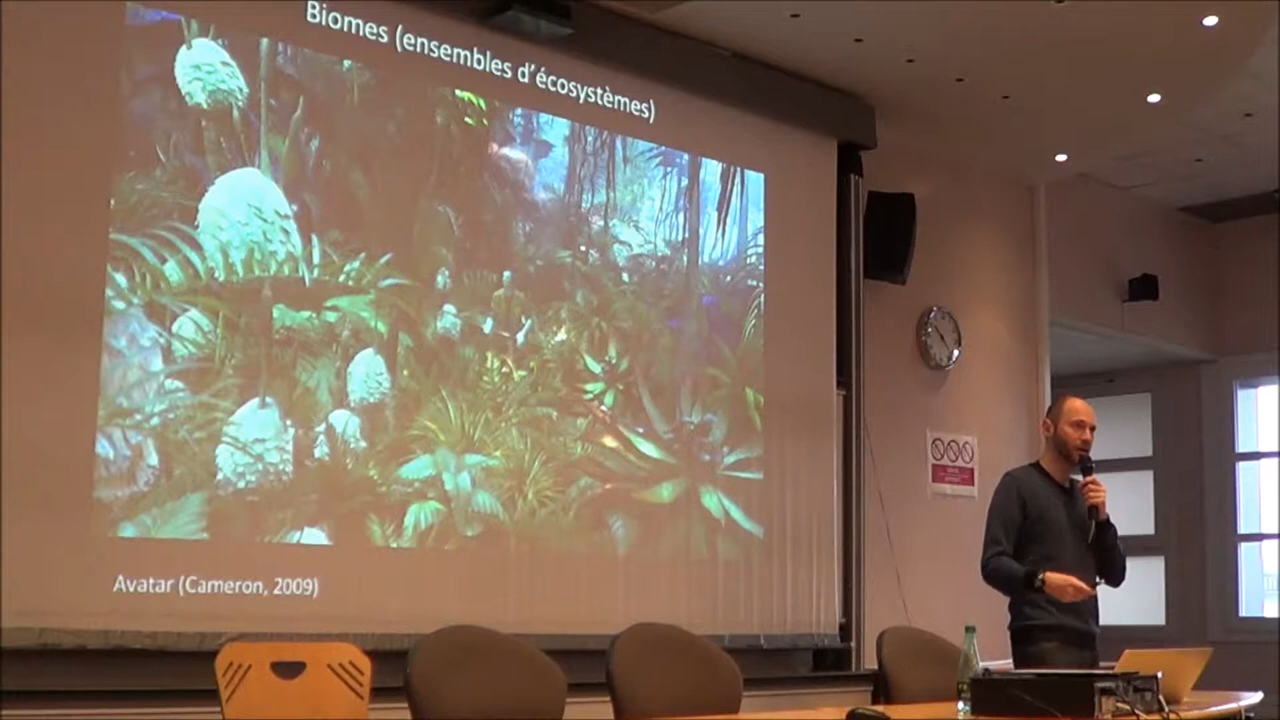 Biomes (ensembles d'écosystèmes)
Avatar (Cameron, 2009)